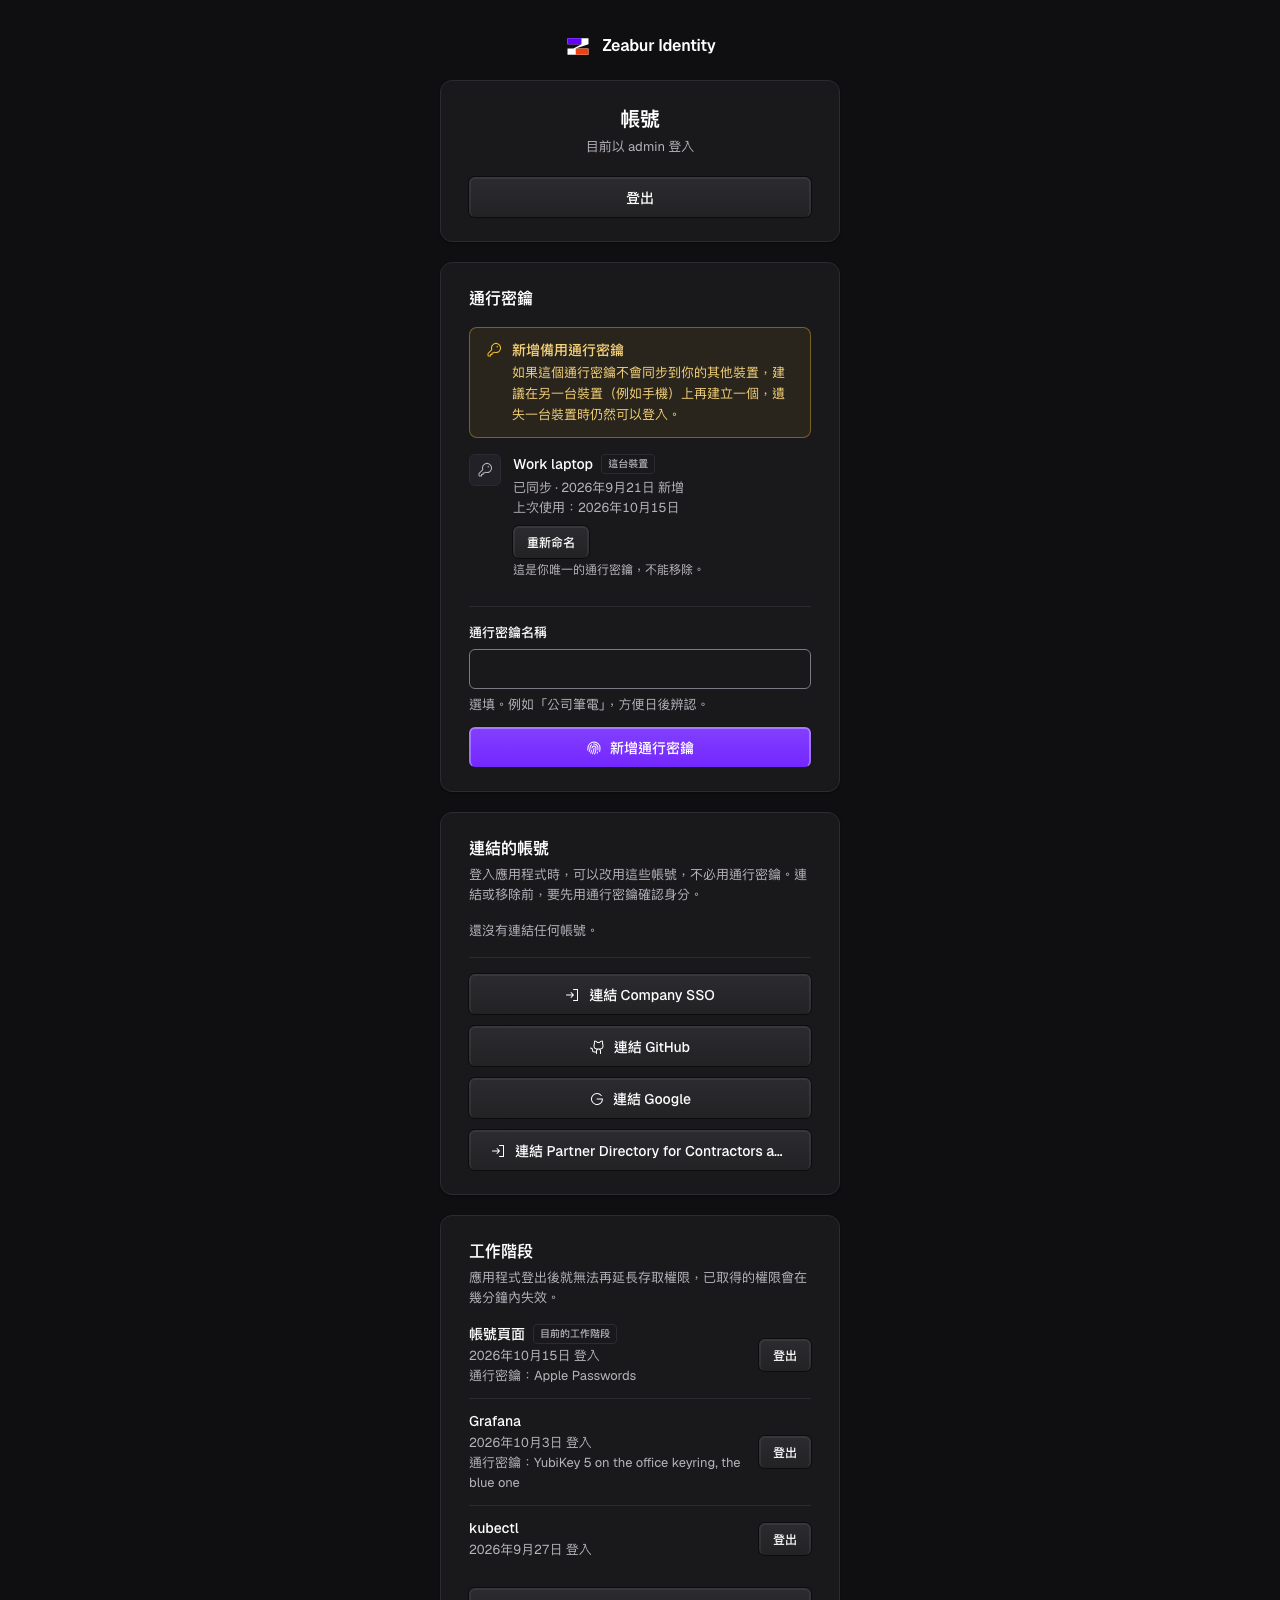 Zeabur Identity
帳號
目前以 admin 登入
登出
通行密鑰
新增備用通行密鑰
如果這個通行密鑰不會同步到你的其他裝置，建
議在另一台裝置（例如手機）上再建立一個，遺
失一台裝置時仍然可以登入。
Work laptop 這台裝置
已同步 · 2026年9月21日 新增
上次使用：2026年10月15日
重新命名
這是你唯一的通行密鑰，不能移除。
通行密鑰名稱
選填。例如「公司筆電」，方便日後辨認。
新增通行密鑰
連結的帳號
登入應用程式時，可以改用這些帳號，不必用通行密鑰。連
結或移除前，要先用通行密鑰確認身分。
還沒有連結任何帳號。
連結 Company SSO
連結 GitHub
連結 Google
連結 Partner Directory for Contractors a…
工作階段
應用程式登出後就無法再延長存取權限，已取得的權限會在
幾分鐘內失效。
帳號頁面 目前的工作階段
2026年10月15日 登入
通行密鑰：Apple Passwords
登出
Grafana
2026年10月3日 登入
通行密鑰：YubiKey 5 on the office keyring, the
blue one
登出
kubectl
2026年9月27日 登入
登出